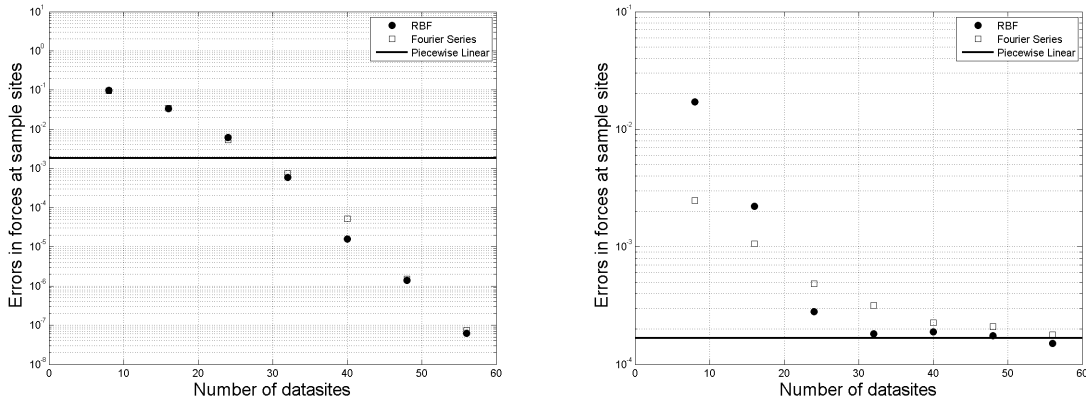 10^1
10^0
10^-1
10^-2
10^-3
10^-4
10^-5
10^-6
10^-7
10^-8
Errors in forces at sample sites
RBF
Fourier Series
Piecewise Linear
0 10 20 30 40 50 60
Number of datasites
10^-1
10^-2
10^-3
10^-4
Errors in forces at sample sites
RBF
Fourier Series
Piecewise Linear
0 10 20 30 40 50 60
Number of datasites